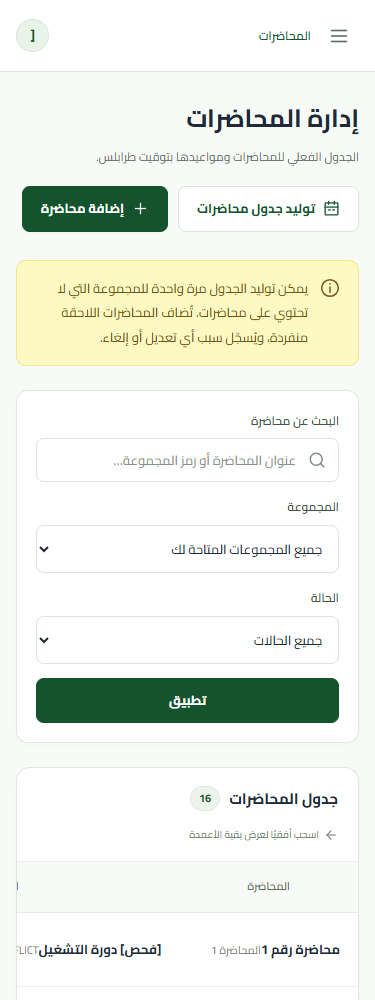 المحاضرات
[
إدارة المحاضرات
الجدول الفعلي للمحاضرات ومواعيدها بتوقيت طرابلس.
توليد جدول محاضرات
إضافة محاضرة
يمكن توليد الجدول مرة واحدة للمجموعة التي لا
تحتوي على محاضرات. تُضاف المحاضرات اللاحقة
منفردة، ويُسجّل سبب أي تعديل أو إلغاء.
البحث عن محاضرة
عنوان المحاضرة أو رمز المجموعة...
المجموعة
جميع المجموعات المتاحة لك
الحالة
جميع الحالات
تطبيق
جدول المحاضرات 16
اسحب أفقيًا لعرض بقية الأعمدة
المحاضرة
محاضرة رقم 1 المحاضرة 1 [فحص] دورة التشغيل FLICT